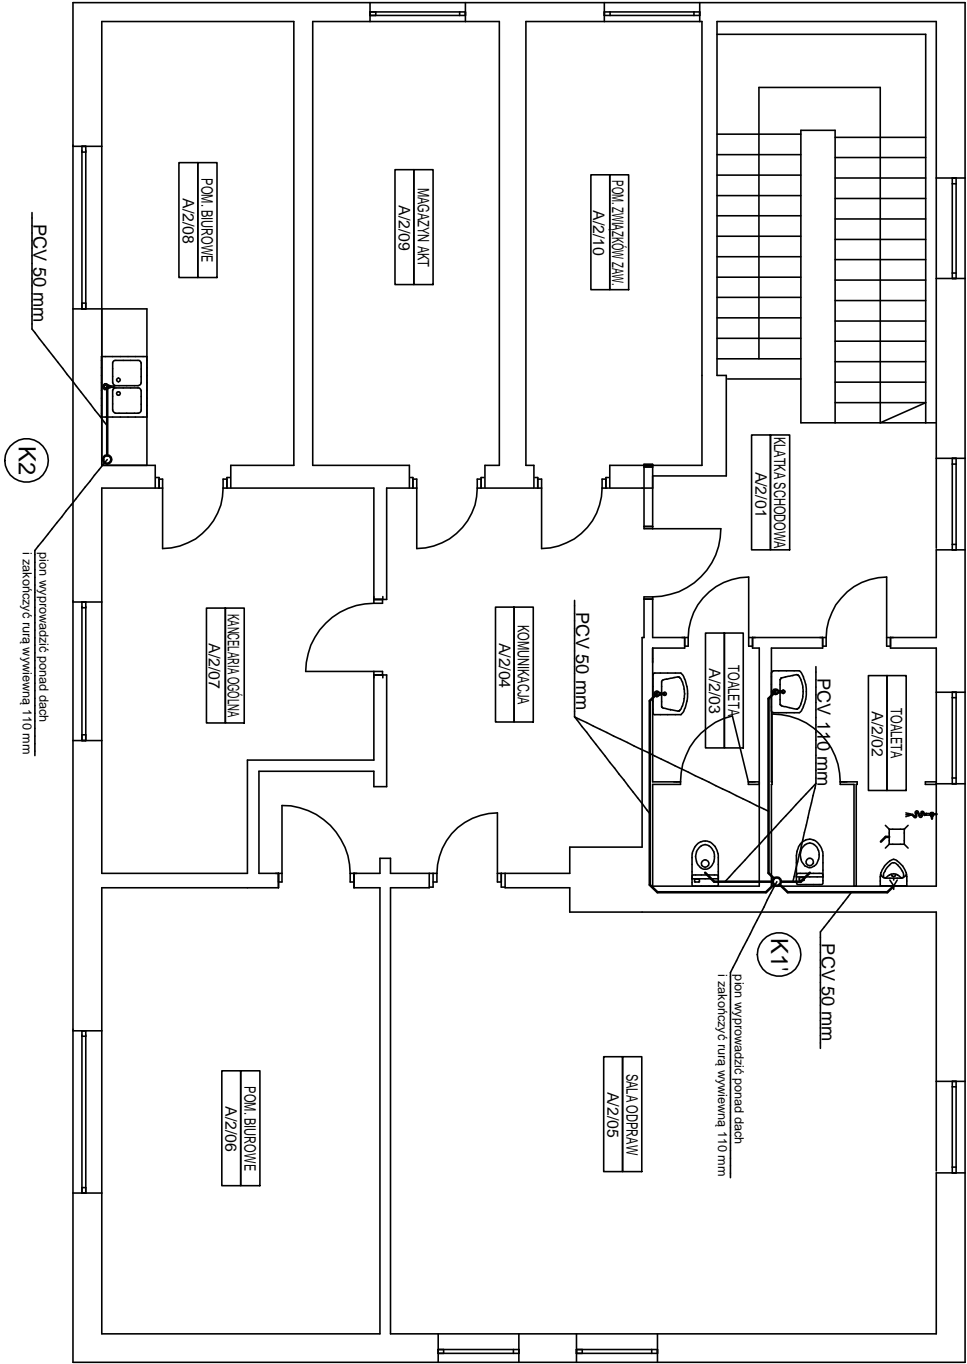 POM. BIUROWE
A/2/08
MAGAZYN AKT
A/2/09
POM. ZWIAZKÓW ZAW.
A/2/10
KLATKA SCHODOWA
A/2/01
PCV 50 mm
K2
pion wyprowadzić ponad dach
i zakończyć rurą wywiewną 110 mm
KANCELARIA OGÓLNA
A/2/07
KOMUNIKACJA
A/2/04
PCV 50 mm
TOALETA
A/2/03
PCV 110 mm
TOALETA
A/2/02
K1'
PCV 50 mm
pion wyprowadzić ponad dach
i zakończyć rurą wywiewną 110 mm
SALA ODPRAW
A/2/05
POM. BIUROWE
A/2/06